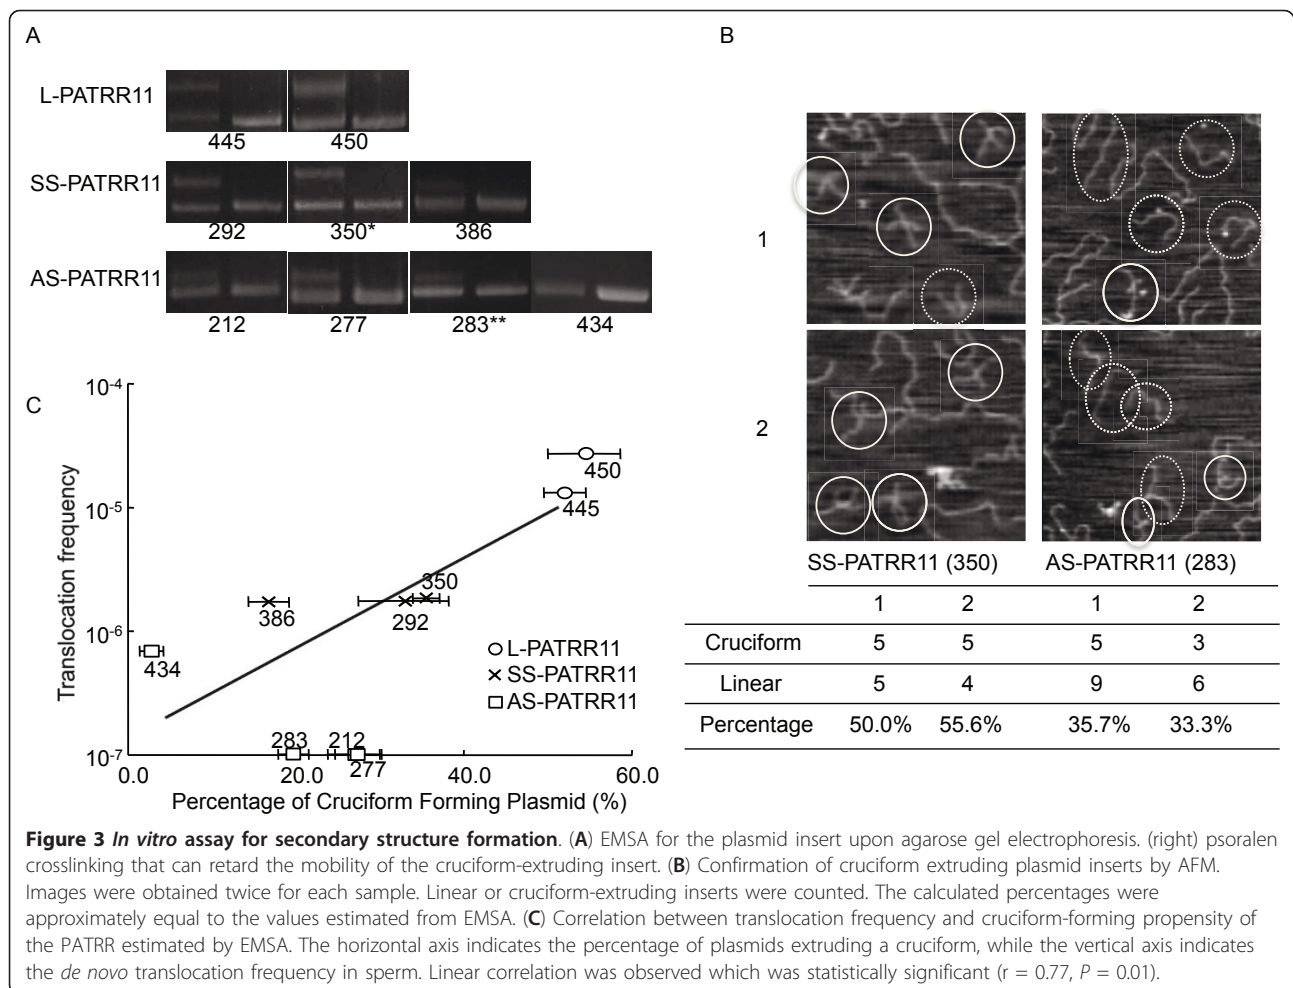 A
L-PATRR11
445 450
SS-PATRR11
292 350* 386
AS-PATRR11
212 277 283** 434
B
1
2
SS-PATRR11 (350) AS-PATRR11 (283)
1 2 1 2
Cruciform 5 5 5 3
Linear 5 4 9 6
Percentage 50.0% 55.6% 35.7% 33.3%
C
Translocation frequency
10-4
10-5
10-6
10-7
450
445
350
386
292
434
283 212
277
L-PATRR11
SS-PATRR11
AS-PATRR11
0.0 20.0 40.0 60.0
Percentage of Cruciform Forming Plasmid (%)
Figure 3 In vitro assay for secondary structure formation. (A) EMSA for the plasmid insert upon agarose gel electrophoresis. (right) psoralen
crosslinking that can retard the mobility of the cruciform-extruding insert. (B) Confirmation of cruciform extruding plasmid inserts by AFM.
Images were obtained twice for each sample. Linear or cruciform-extruding inserts were counted. The calculated percentages were
approximately equal to the values estimated from EMSA. (C) Correlation between translocation frequency and cruciform-forming propensity of
the PATRR estimated by EMSA. The horizontal axis indicates the percentage of plasmids extruding a cruciform, while the vertical axis indicates
the de novo translocation frequency in sperm. Linear correlation was observed which was statistically significant (r = 0.77, P = 0.01).